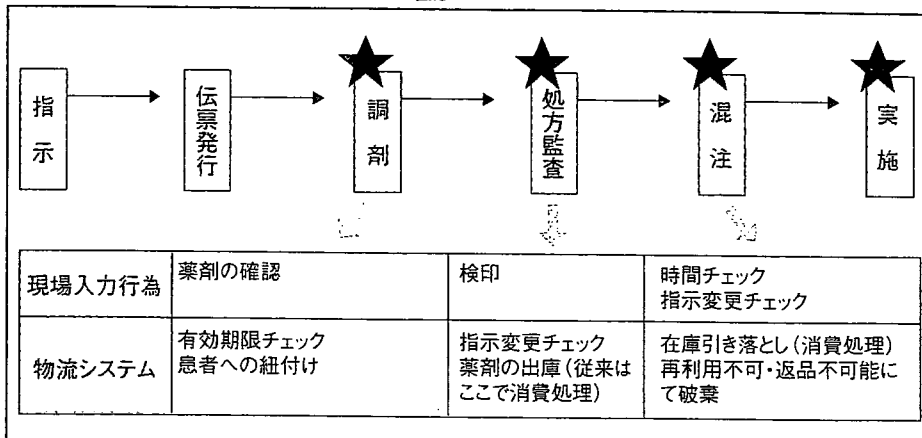 指示
伝票発行
調剤
処方監査
混注
実施
現場入力行為
薬剤の確認
検印
時間チェック
指示変更チェック
物流システム
有効期限チェック
患者への紐付け
指示変更チェック
薬剤の出庫（従来は
ここで消費処理）
在庫引き落とし（消費処理）
再利用不可・返品不可能に
て破棄